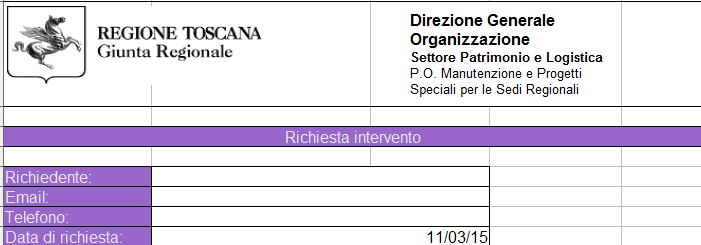 REGIONE TOSCANA
Giunta Regionale
Direzione Generale
Organizzazione
Settore Patrimonio e Logistica
P.O. Manutenzione e Progetti
Speciali per le Sedi Regionali
Richiesta intervento
Richiedente:
Email:
Telefono:
Data di richiesta: 11/03/15